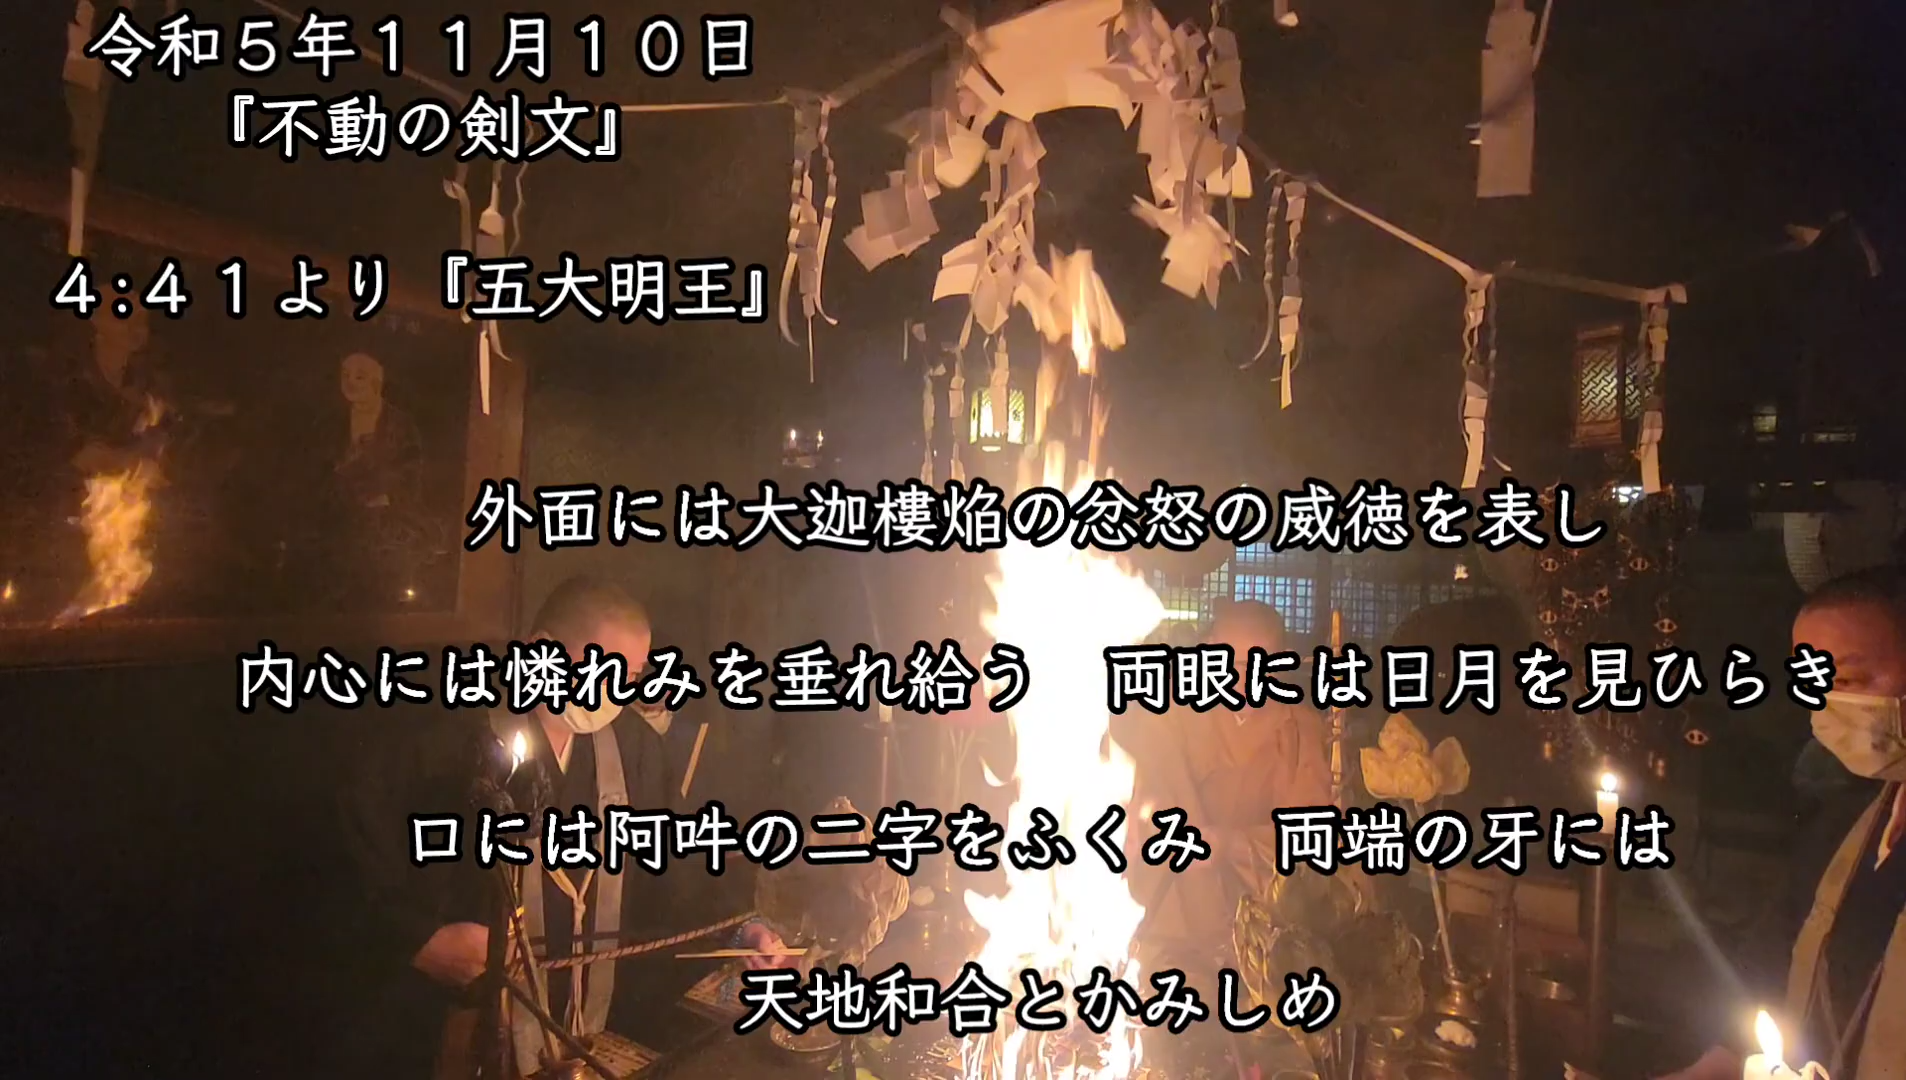 令和５年１１月１０日
『不動の剣文』
４:４１より『五大明王』
外面には大迦樓焔の忿怒の威徳を表し
内心には憐れみを垂れ給う　両眼には日月を見ひらき
口には阿吽の二字をふくみ　両端の牙には
天地和合とかみしめ